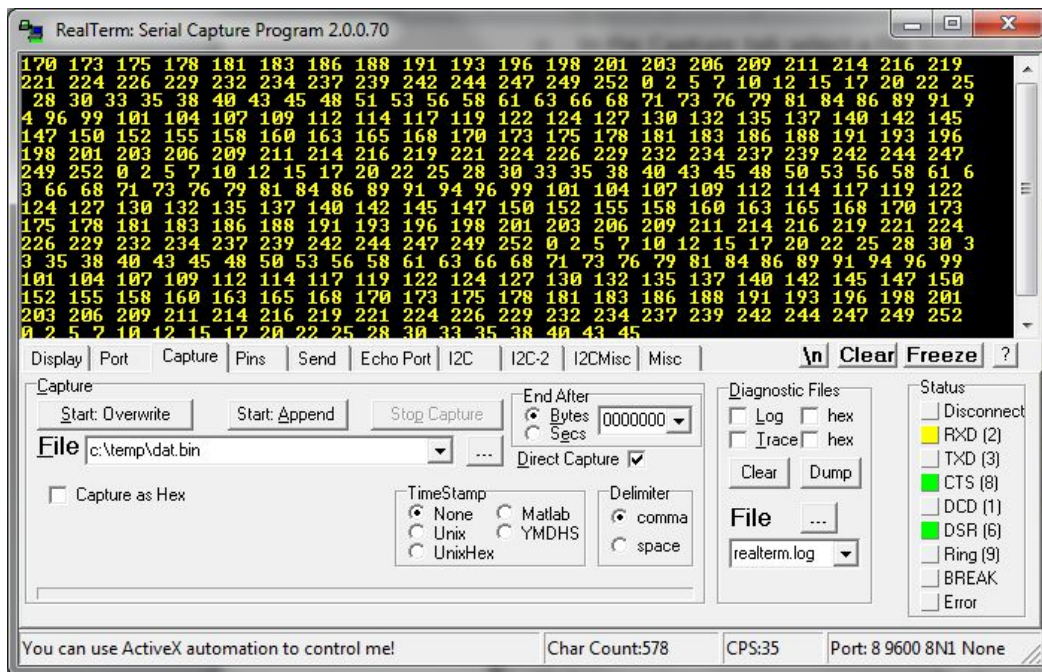 RealTerm: Serial Capture Program 2.0.0.70
170 173 175 178 181 183 186 188 191 193 196 198 201 203 206 209 211 214 216 219
221 224 226 229 232 234 237 239 242 244 247 249 252 0 2 5 7 10 12 15 17 20 22 25
28 30 33 35 38 40 43 45 48 51 53 56 58 61 63 66 68 71 73 76 79 81 84 86 89 91 9
4 96 99 101 104 107 109 112 114 117 119 122 124 127 130 132 135 137 140 142 145
147 150 152 155 158 160 163 165 168 170 173 175 178 181 183 186 188 191 193 196
198 201 203 206 209 211 214 216 219 221 224 226 229 232 234 237 239 242 244 247
249 252 0 2 5 7 10 12 15 17 20 22 25 28 30 33 35 38 40 43 45 48 50 53 56 58 61 6
3 66 68 71 73 76 79 81 84 86 89 91 94 96 99 101 104 107 109 112 114 117 119 122
124 127 130 132 135 137 140 142 145 147 150 152 155 158 160 163 165 168 170 173
175 178 181 183 186 188 191 193 196 198 201 203 206 209 211 214 216 219 221 224
226 229 232 234 237 239 242 244 247 249 252 0 2 5 7 10 12 15 17 20 22 25 28 30 3
3 35 38 40 43 45 48 50 53 56 58 61 63 66 68 71 73 76 79 81 84 86 89 91 94 96 99
101 104 107 109 112 114 117 119 122 124 127 130 132 135 137 140 142 145 147 150
152 155 158 160 163 165 168 170 173 175 178 181 183 186 188 191 193 196 198 201
203 206 209 211 214 216 219 221 224 226 229 232 234 237 239 242 244 247 249 252
0 2 5 7 10 12 15 17 20 22 25 28 30 33 35 38 40 43 45
Display Port Capture Pins Send Echo Port I2C I2C-2 I2CMisc Misc \n Clear Freeze ?
Capture
Start: Overwrite Start: Append Stop Capture
End After
Bytes
Secs
0000000
File c:\temp\dat.bin ...
Direct Capture
Capture as Hex
TimeStamp
None Matlab
Unix YMDHS
UnixHex
Delimiter
comma
space
Diagnostic Files
Log hex
Trace hex
Clear Dump
File ...
realterm.log
Status
Disconnect
RXD (2)
TXD (3)
CTS (8)
DCD (1)
DSR (6)
Ring (9)
BREAK
Error
You can use ActiveX automation to control me! Char Count:578 CPS:35 Port: 8 9600 8N1 None